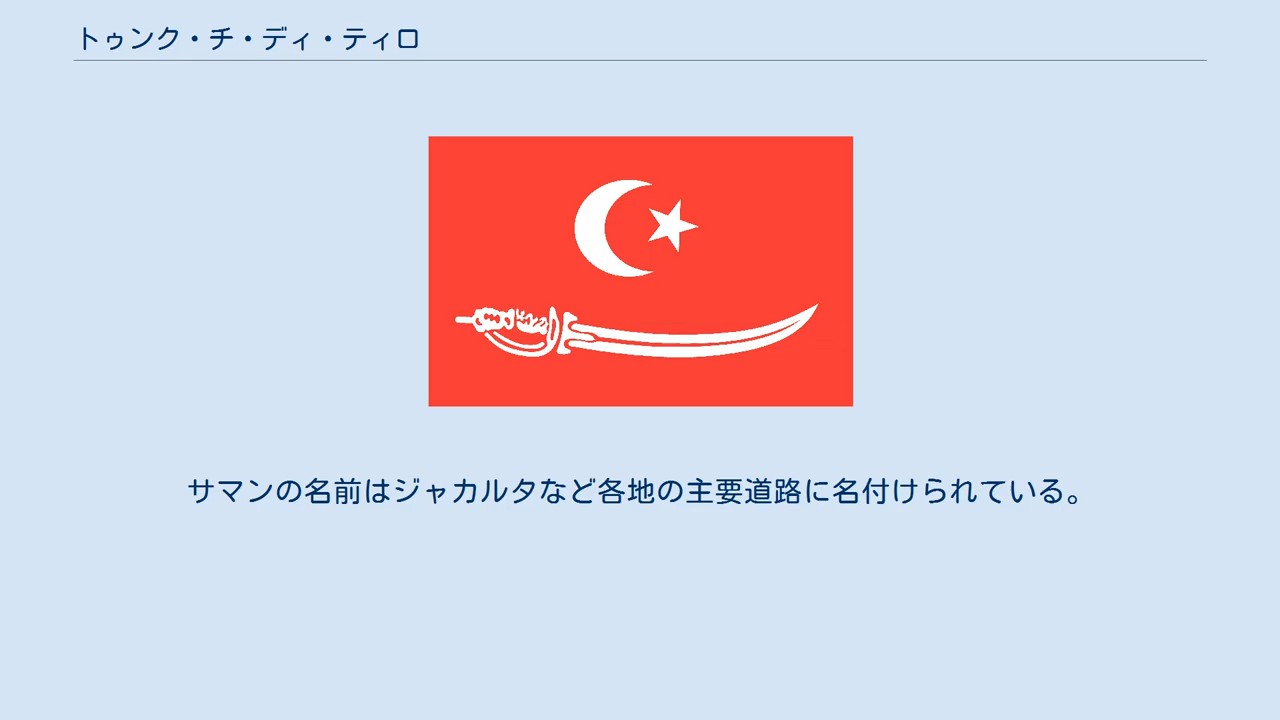 トゥンク・チ・ディ・ティロ
サマンの名前はジャカルタなど各地の主要道路に名付けられている。